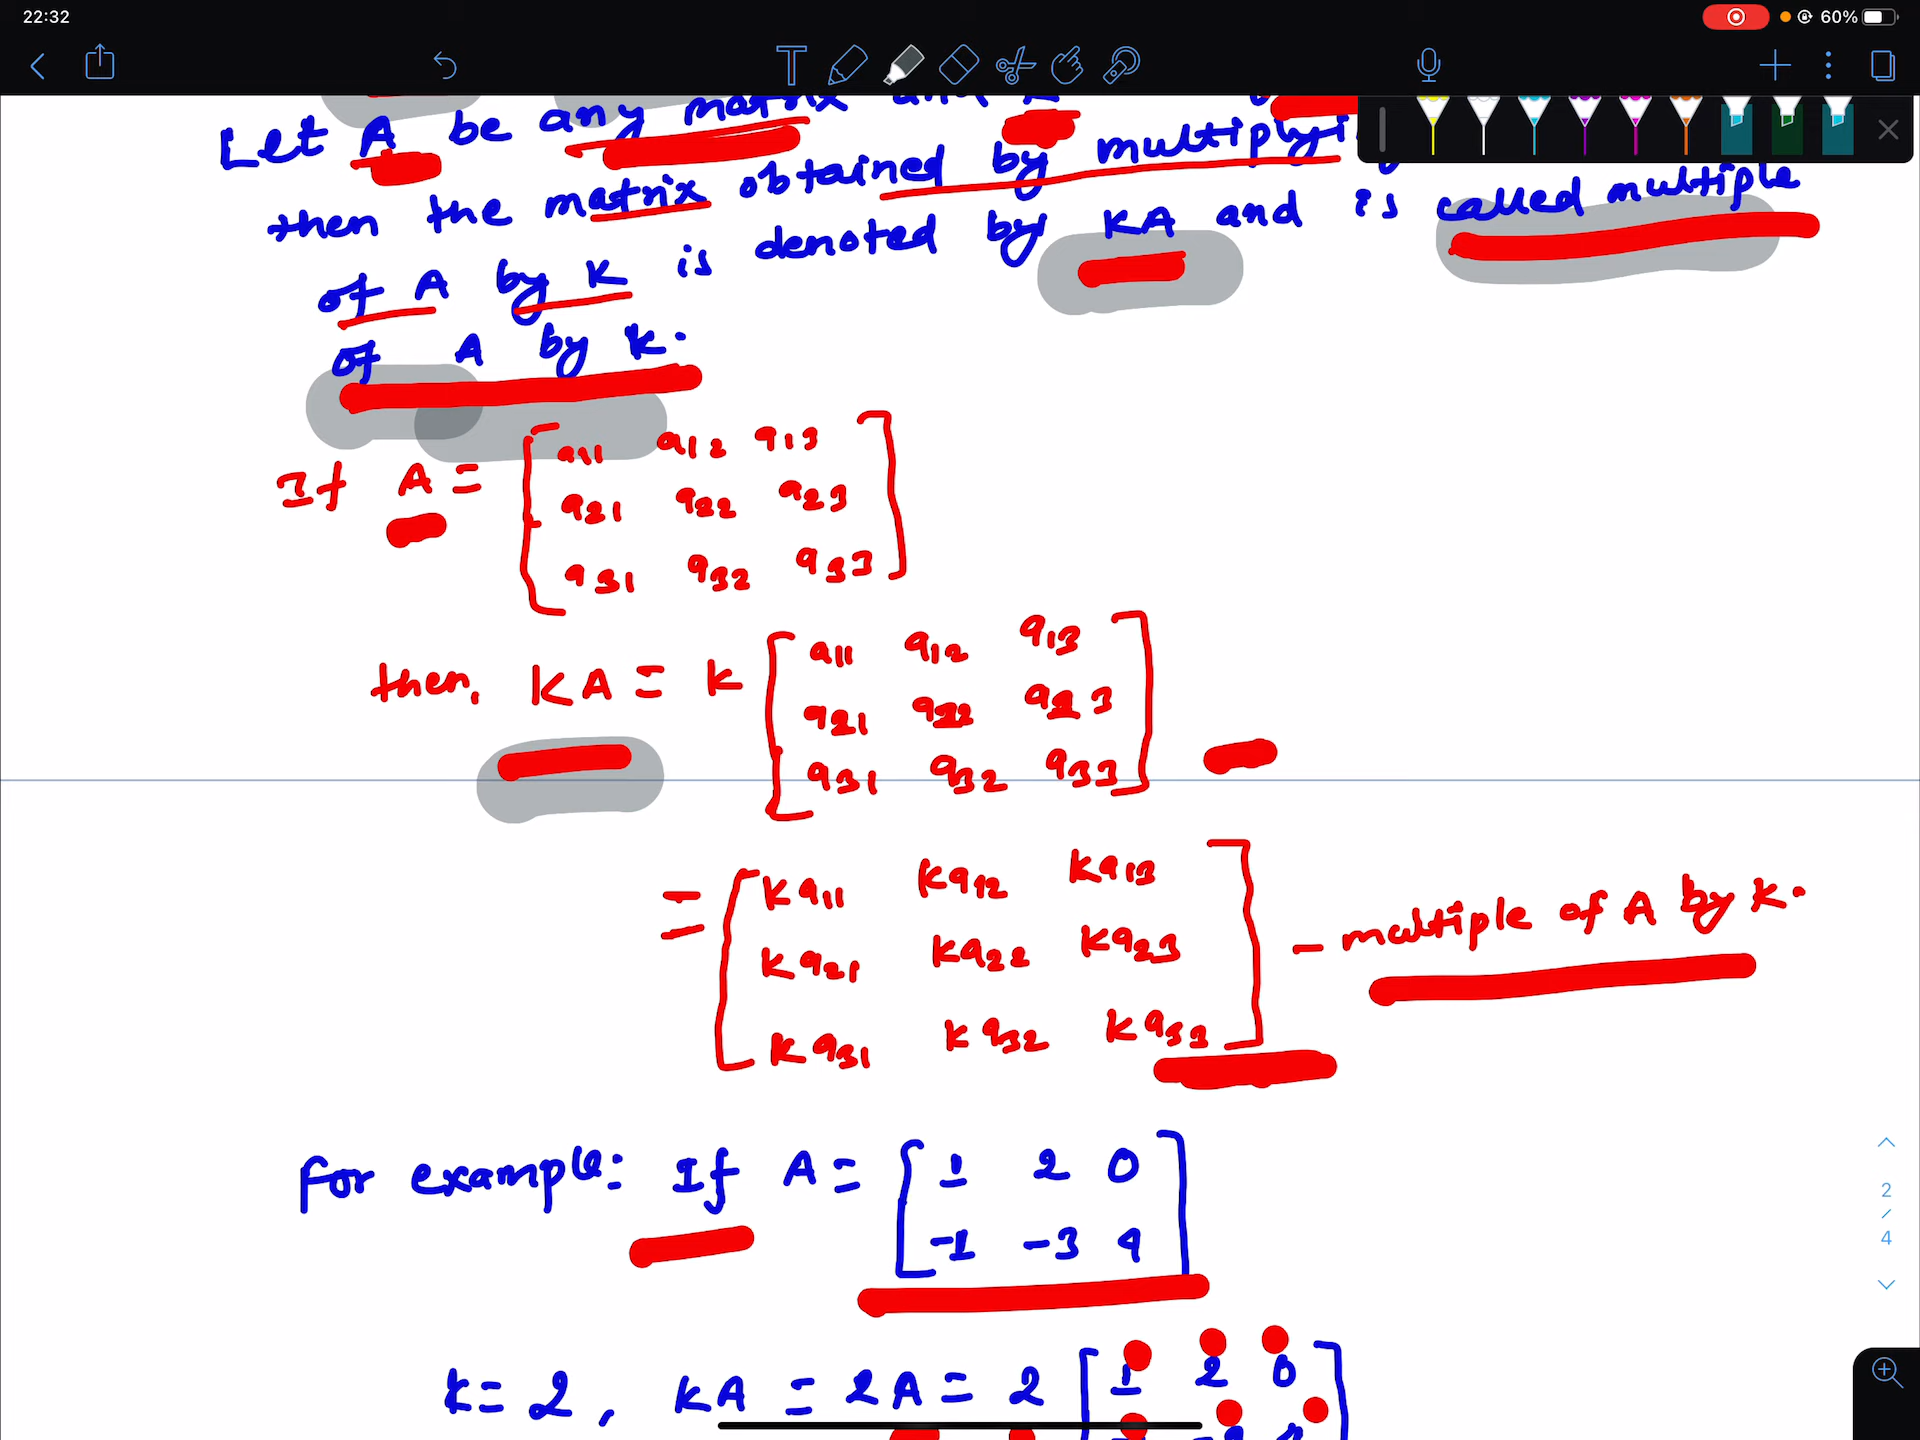 22:32
60%
Let A be any matrix and
then the matrix obtained by multiplyi
of A by K is denoted by KA and is called multiple
of A by k.
If A = [ a11 a12 a13
a21 a22 a23
a31 a32 a33 ]
then, KA = K [ a11 a12 a13
a21 a22 a23
a31 a32 a33 ]
= [ Ka11 Ka12 Ka13
Ka21 Ka22 Ka23
Ka31 Ka32 Ka33 ] - multiple of A by K.
for example: If A = [ 1 2 0
-1 -3 4 ]
k = 2, KA = 2A = 2 [ 1 2 0
2
/
4